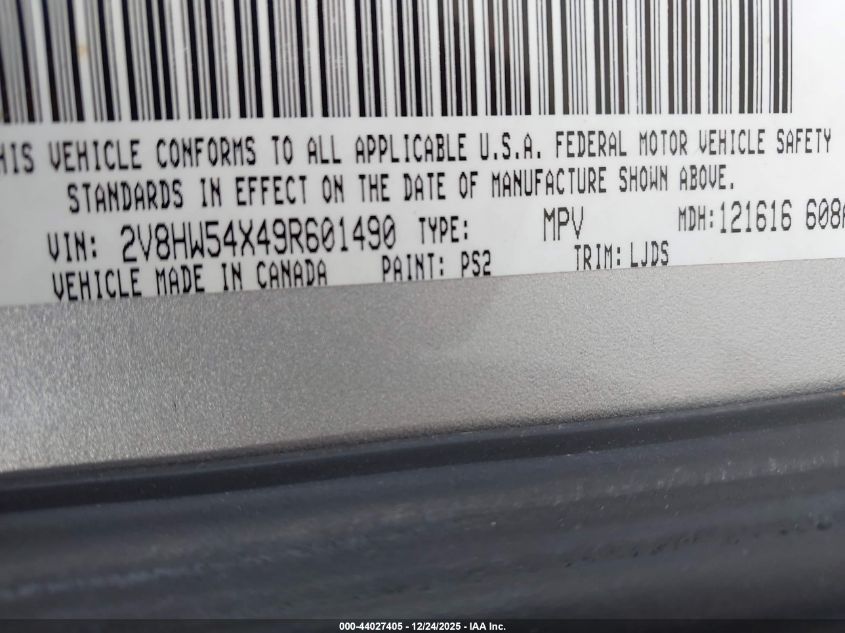 HIS VEHICLE CONFORMS TO ALL APPLICABLE U.S.A. FEDERAL MOTOR VEHICLE SAFETY
STANDARDS IN EFFECT ON THE DATE OF MANUFACTURE SHOWN ABOVE.
VIN: 2V8HW54X49R601490 TYPE: MPV MDH: 121616 608A
VEHICLE MADE IN CANADA PAINT: PS2 TRIM: LJDS
000-44027405 - 12/24/2025 - IAA Inc.